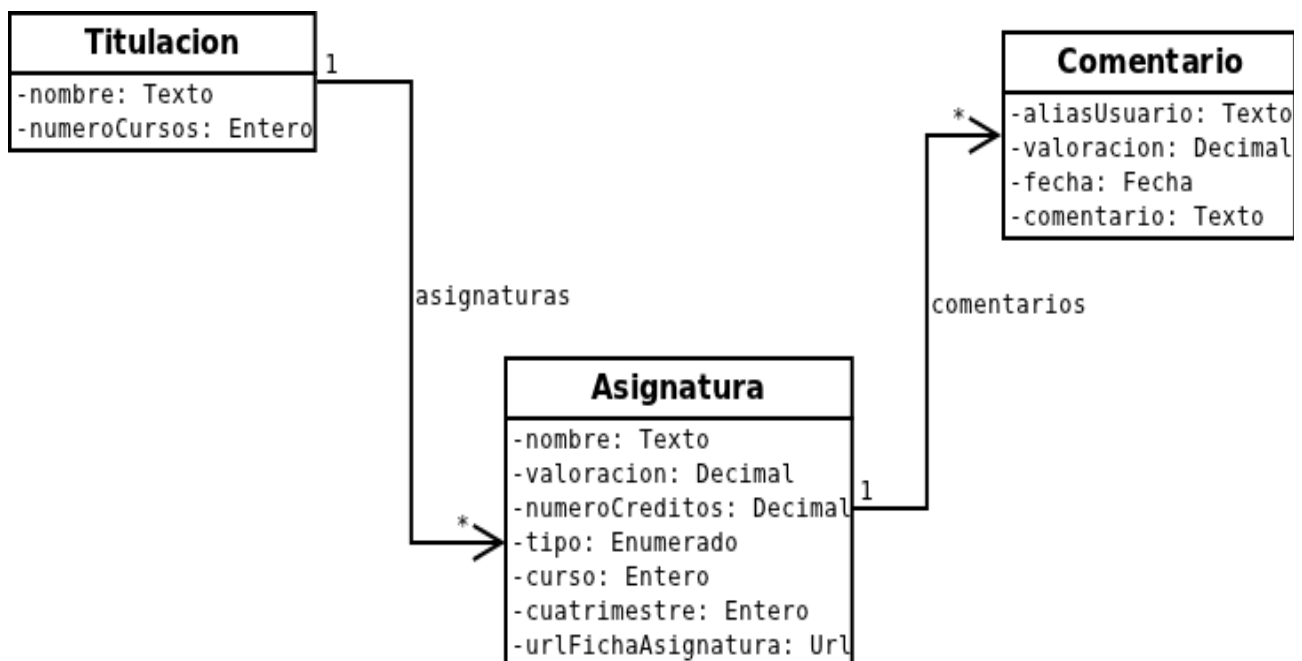 Titulacion
-nombre: Texto
-numeroCursos: Entero
1
asignaturas
*
Asignatura
-nombre: Texto
-valoracion: Decimal
-numeroCreditos: Decimal
-tipo: Enumerado
-curso: Entero
-cuatrimestre: Entero
-urlFichaAsignatura: Url
1
comentarios
*
Comentario
-aliasUsuario: Texto
-valoracion: Decimal
-fecha: Fecha
-comentario: Texto